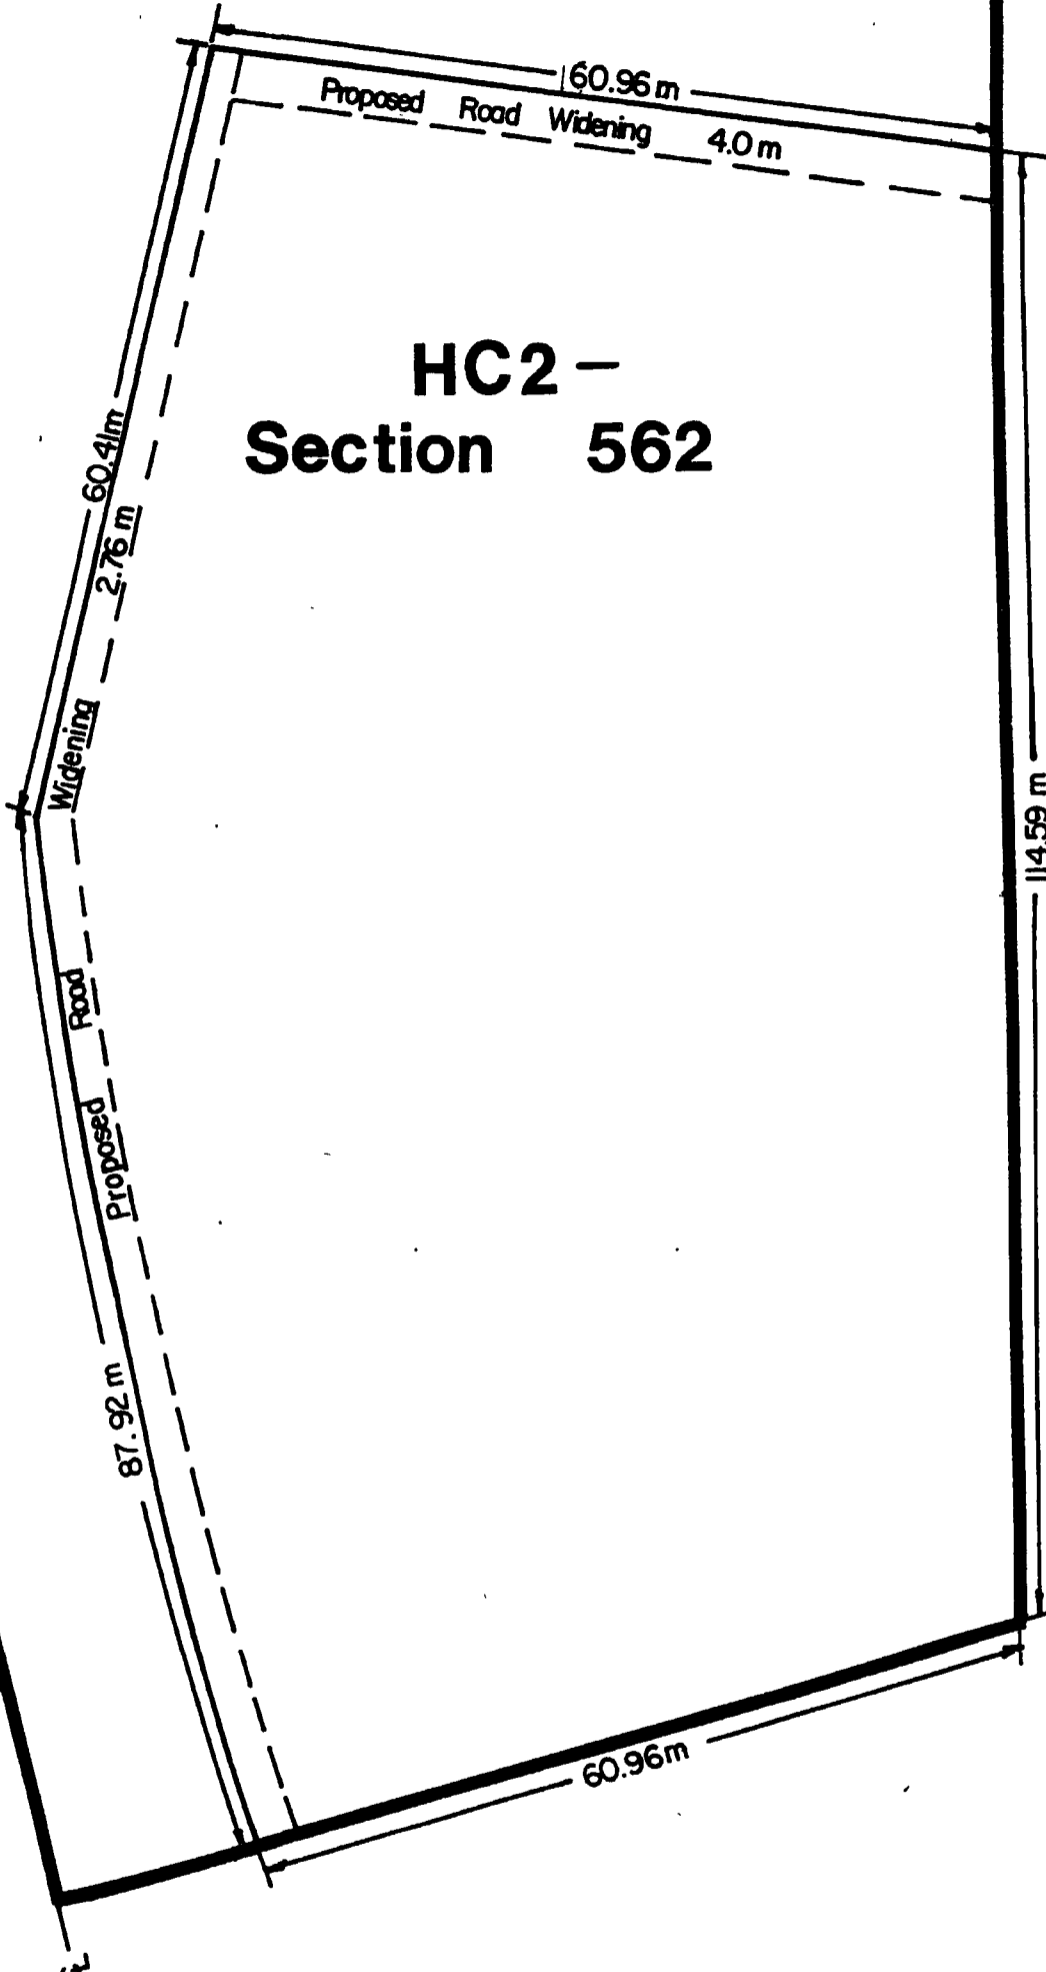 60.96 m
Proposed Road Widening 4.0 m
HC2 –
Section 562
60.41m
2.76 m
Widening
114.59 m
Road
Proposed
87.92 m
60.96m